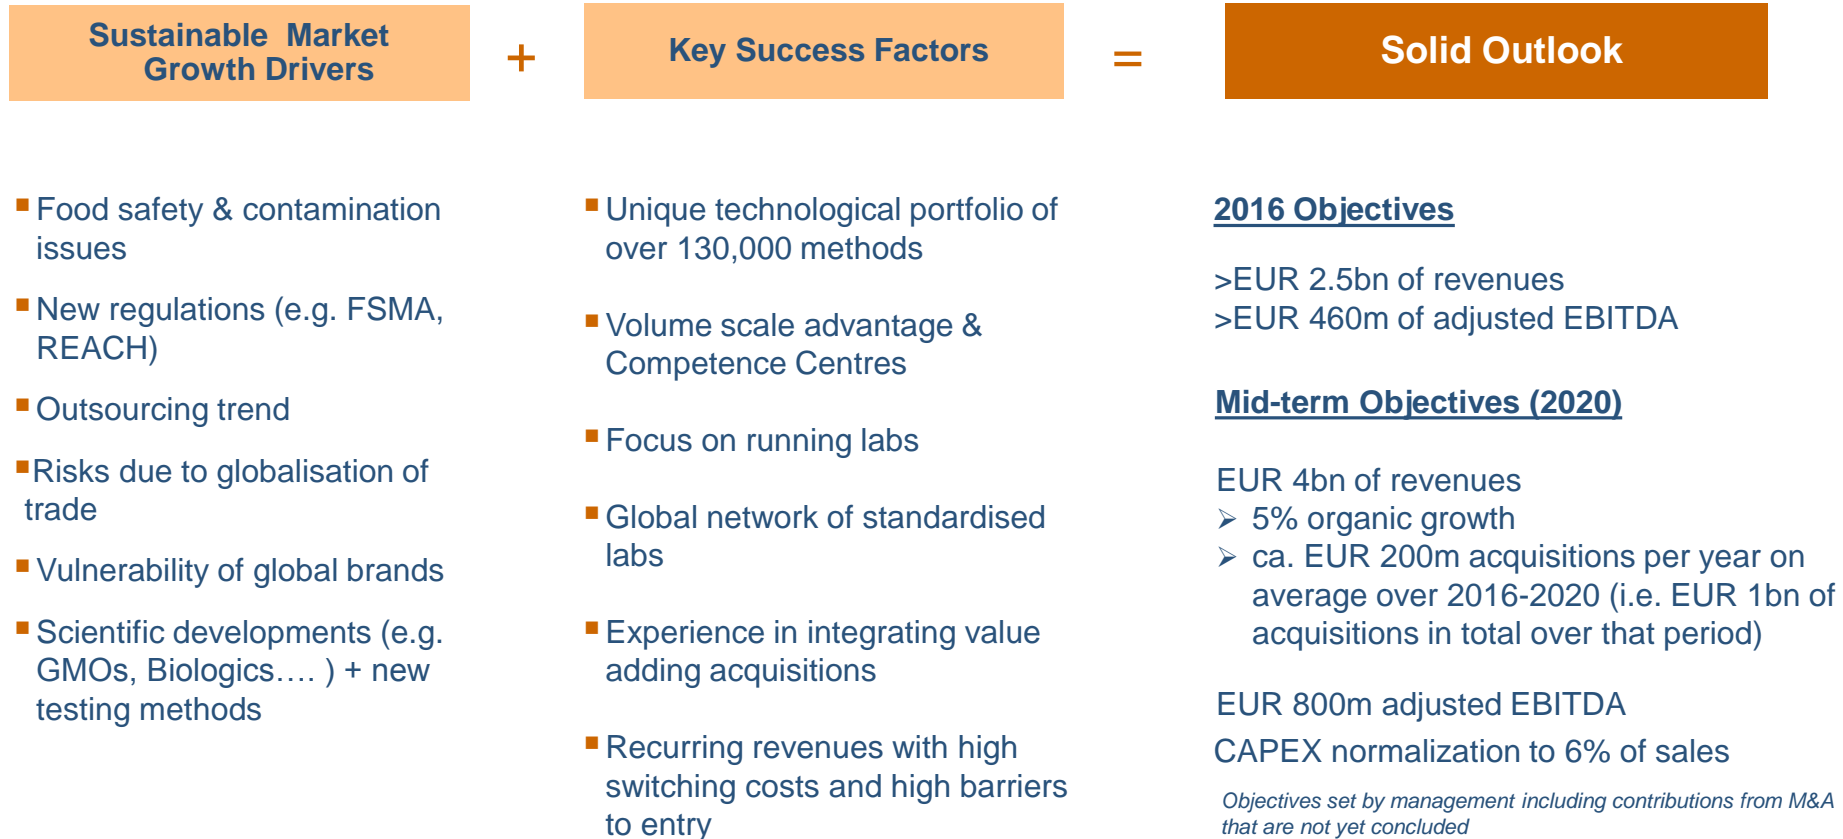 Sustainable Market
Growth Drivers
+
Key Success Factors
=
Solid Outlook
▪ Food safety & contamination
issues
▪ New regulations (e.g. FSMA,
REACH)
▪ Outsourcing trend
▪ Risks due to globalisation of
trade
▪ Vulnerability of global brands
▪ Scientific developments (e.g.
GMOs, Biologics…. ) + new
testing methods
▪ Unique technological portfolio of
over 130,000 methods
▪ Volume scale advantage &
Competence Centres
▪ Focus on running labs
▪ Global network of standardised
labs
▪ Experience in integrating value
adding acquisitions
▪ Recurring revenues with high
switching costs and high barriers
to entry
2016 Objectives
>EUR 2.5bn of revenues
>EUR 460m of adjusted EBITDA
Mid-term Objectives (2020)
EUR 4bn of revenues
➢ 5% organic growth
➢ ca. EUR 200m acquisitions per year on
average over 2016-2020 (i.e. EUR 1bn of
acquisitions in total over that period)
EUR 800m adjusted EBITDA
CAPEX normalization to 6% of sales
Objectives set by management including contributions from M&A
that are not yet concluded